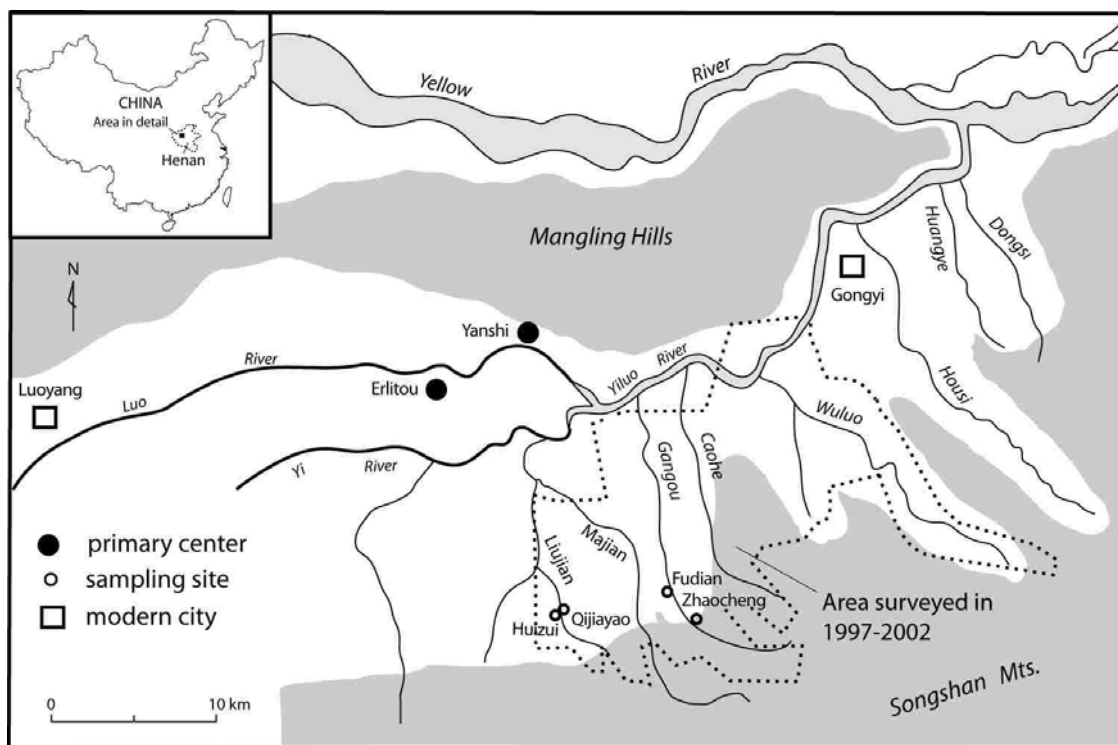 CHINA
Area in detail
Henan
Yellow
River
Mangling Hills
Huangye
Dongsi
N
Gongyi
Yanshi
River
Luoyang
Luo
Erlitou
Yiluo
River
Housi
Wuluo
Yi
River
Gangou
Caohe
primary center
sampling site
modern city
Liujian
Majian
Fudian
Zhaocheng
Qijiayao
Huizui
Area surveyed in
1997-2002
Songshan Mts.
0
10 km